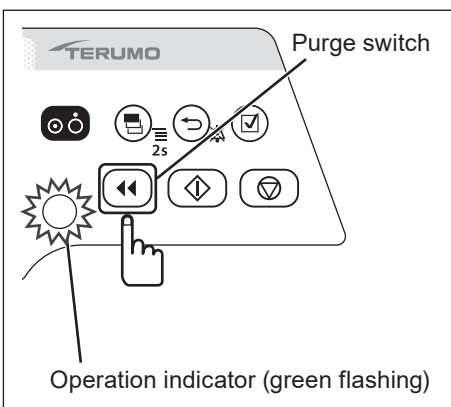 Purge switch
TERUMO
2s
Operation indicator (green flashing)